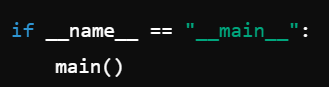 if __name__ == "__main__":
    main()